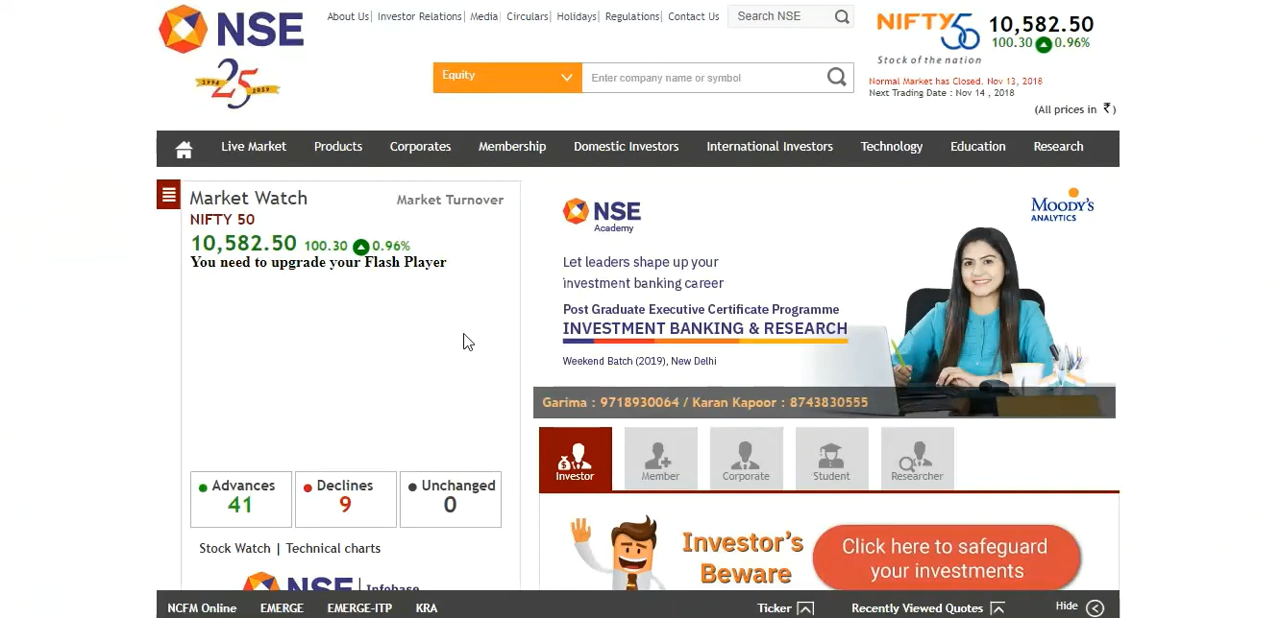 NSE
1994 25 2019
About Us| Investor Relations| Media| Circulars| Holidays| Regulations| Contact Us
Search NSE
Equity
Enter company name or symbol
NIFTY 50
Stock of the nation
10,582.50
100.30 0.96%
Normal Market has Closed. Nov 13, 2018
Next Trading Date : Nov 14 , 2018
(All prices in ₹ )
Live Market Products Corporates Membership Domestic Investors International Investors Technology Education Research
Market Watch
Market Turnover
NIFTY 50
10,582.50 100.30 0.96%
You need to upgrade your Flash Player
Advances
41
Declines
9
Unchanged
0
Stock Watch | Technical charts
NSE | Infobase
NSE
Academy
MOODY'S
ANALYTICS
Let leaders shape up your
investment banking career
Post Graduate Executive Certificate Programme
INVESTMENT BANKING & RESEARCH
Weekend Batch (2019), New Delhi
Garima : 9718930064 / Karan Kapoor : 8743830555
Investor
Member
Corporate
Student
Researcher
Investor's
Beware
Click here to safeguard
your investments
NCFM Online EMERGE EMERGE-ITP KRA
Ticker
Recently Viewed Quotes
Hide